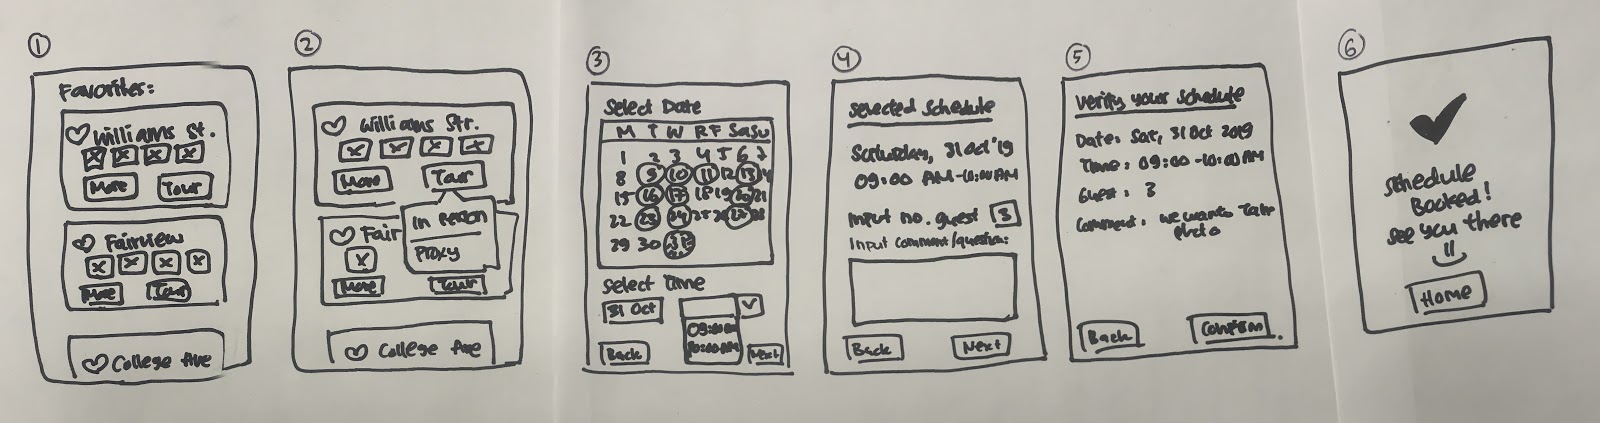 1
Favorites:
Williams St.
More Tour
Fairview
More Tour
College Ave
2
Williams Str.
More Tour
In Person
Proxy
Fair
More Tour
College Ave
3
Select Date
M T W R F Sa Su
1 2 3 4 5 6 7
8 9 10 11 12 13 14
15 16 17 18 19 20 21
22 23 24 25 26 27 28
29 30 31
Select Time
31 Oct
09:00 AM
10:00 AM
Back Next
4
Selected Schedule
Saturday, 31 Oct '19
09:00 AM-10:00 AM
Input no. guest 3
Input comment/question:
Back Next
5
Verify your Schedule
Date: Sat, 31 Oct 2019
Time: 09:00-10:00 AM
Guest: 3
Comment: we want to take
photo
Back Confirm
6
Schedule
Booked!
see you there
Home